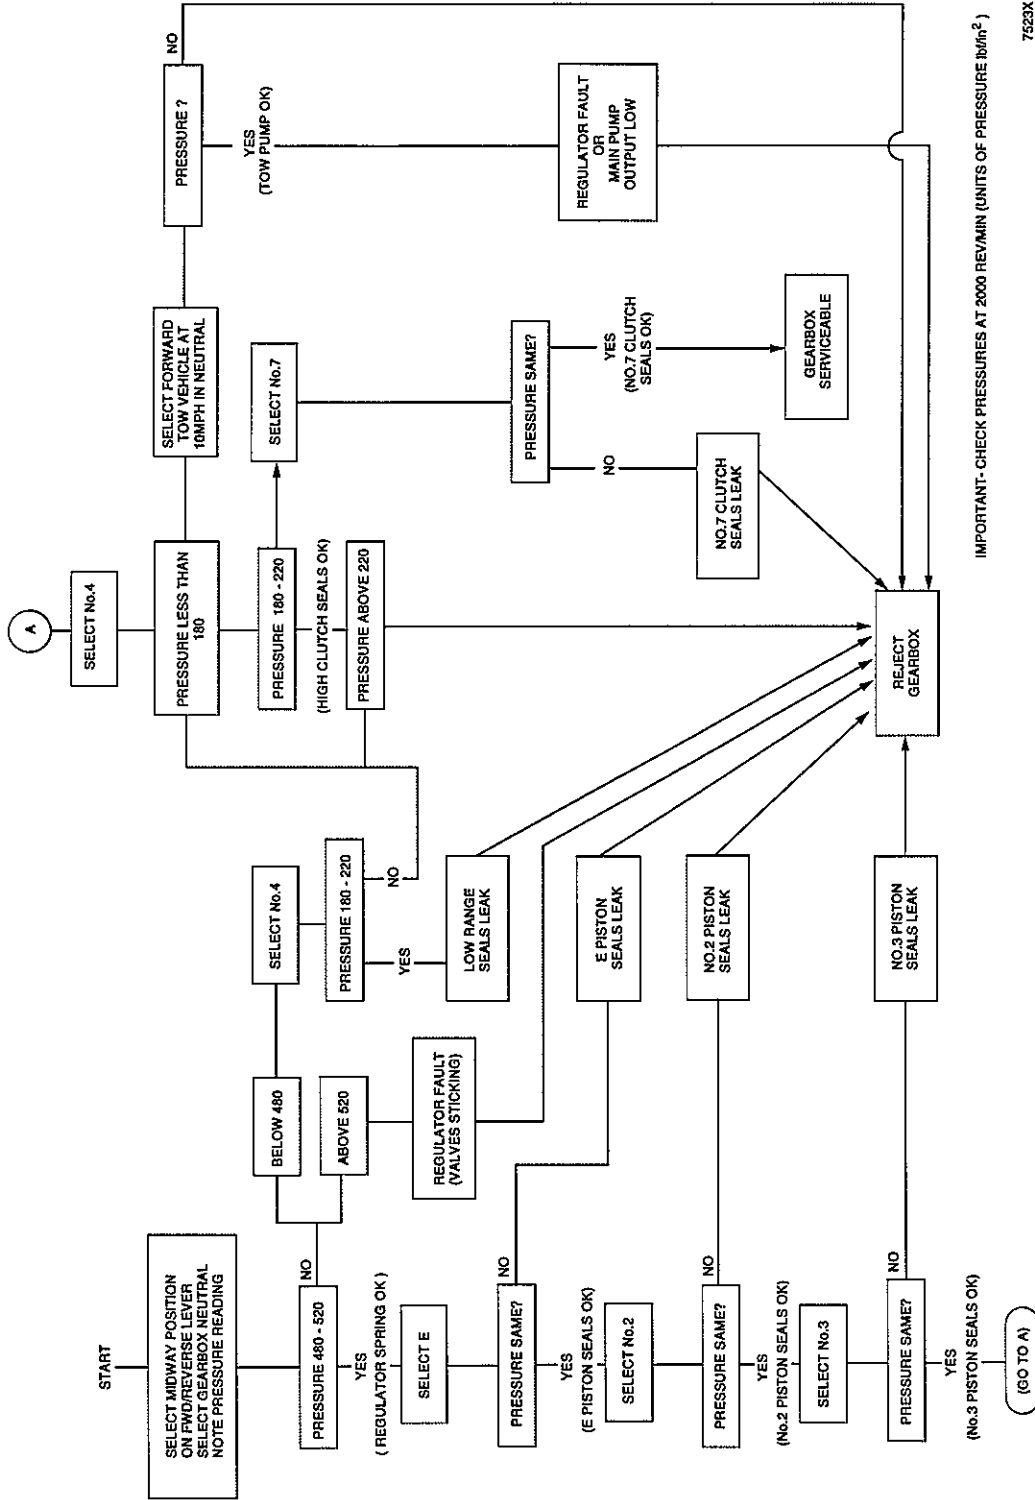 START
SELECT MIDWAY POSITION
ON FWD/REVERSE LEVER
SELECT GEARBOX NEUTRAL
NOTE PRESSURE READING
PRESSURE 480 - 520
NO
YES
( REGULATOR SPRING OK )
SELECT E
PRESSURE SAME?
NO
YES
(E PISTON SEALS OK)
SELECT No.2
PRESSURE SAME?
NO
YES
(No.2 PISTON SEALS OK)
SELECT No.3
PRESSURE SAME?
NO
YES
(No.3 PISTON SEALS OK)
(GO TO A)
BELOW 480
ABOVE 520
REGULATOR FAULT
(VALVES STICKING)
SELECT No.4
PRESSURE 180 - 220
YES
NO
LOW RANGE
SEALS LEAK
E PISTON
SEALS LEAK
NO.2 PISTON
SEALS LEAK
NO.3 PISTON
SEALS LEAK
A
SELECT No.4
PRESSURE LESS THAN
180
PRESSURE 180 - 220
(HIGH CLUTCH SEALS OK)
PRESSURE ABOVE 220
REJECT
GEARBOX
SELECT FORWARD
TOW VEHICLE AT
10MPH IN NEUTRAL
SELECT No.7
PRESSURE SAME?
NO
YES
(NO.7 CLUTCH
SEALS OK)
NO.7 CLUTCH
SEALS LEAK
GEARBOX
SERVICEABLE
PRESSURE ?
NO
YES
(TOW PUMP OK)
REGULATOR FAULT
OR
MAIN PUMP
OUTPUT LOW
IMPORTANT- CHECK PRESSURES AT 2000 REV/MIN (UNITS OF PRESSURE lbf/in² )
7523X